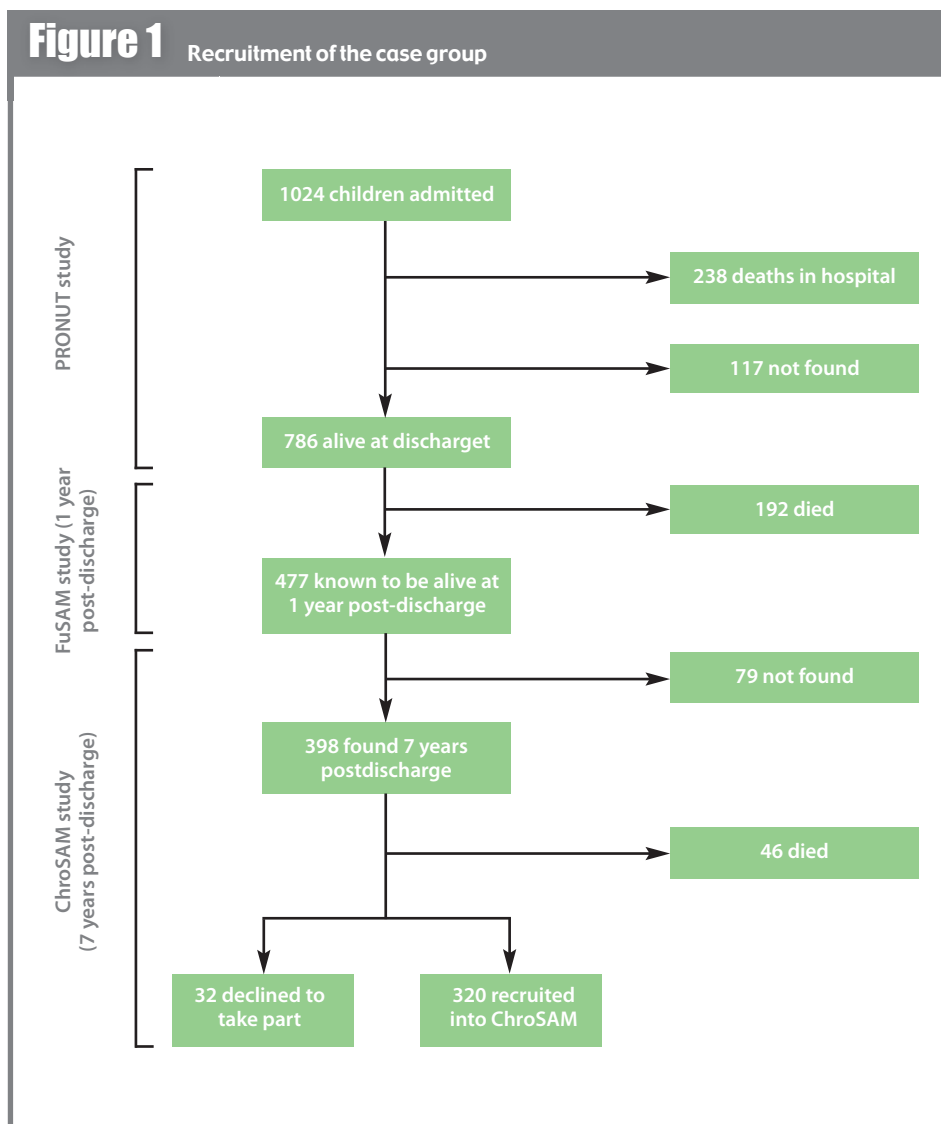 Figure 1 Recruitment of the case group
PRONUT study
1024 children admitted
238 deaths in hospital
117 not found
786 alive at discharget
FuSAM study (1 year
post-discharge)
192 died
477 known to be alive at
1 year post-discharge
ChroSAM study
(7 years post-discharge)
79 not found
398 found 7 years
postdischarge
46 died
32 declined to
take part
320 recruited
into ChroSAM